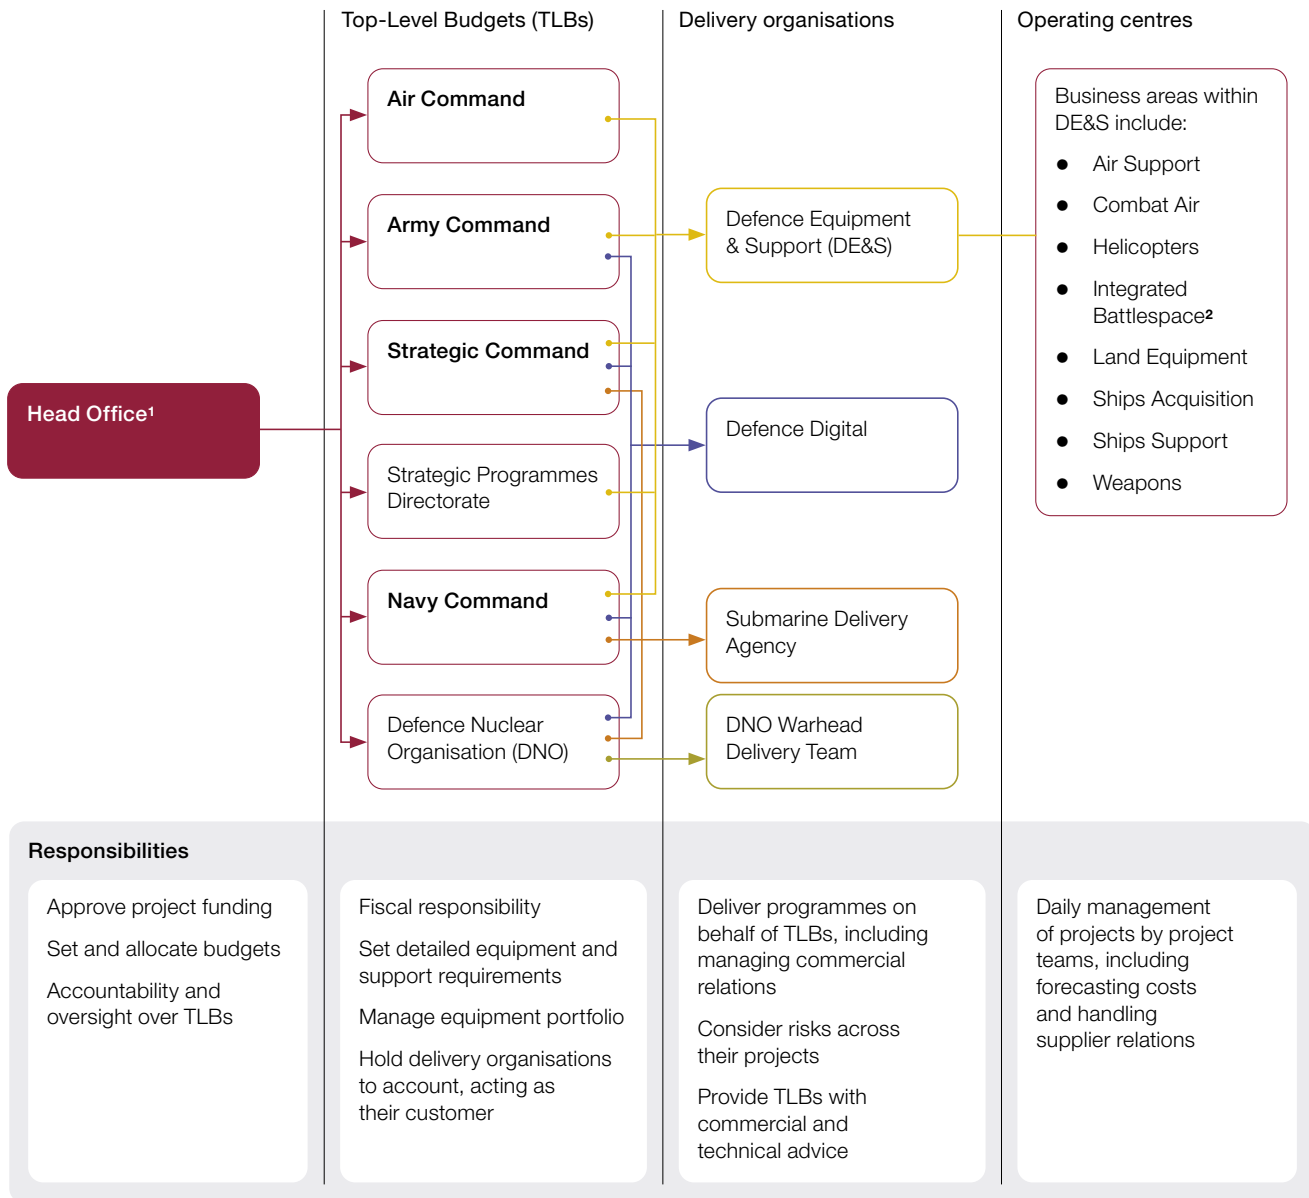 Top-Level Budgets (TLBs)
Delivery organisations
Operating centres
Head Office¹
Air Command
Army Command
Strategic Command
Strategic Programmes
Directorate
Navy Command
Defence Nuclear
Organisation (DNO)
Defence Equipment
& Support (DE&S)
Defence Digital
Submarine Delivery
Agency
DNO Warhead
Delivery Team
Business areas within
DE&S include:
● Air Support
● Combat Air
● Helicopters
● Integrated
Battlespace²
● Land Equipment
● Ships Acquisition
● Ships Support
● Weapons
Responsibilities
Approve project funding
Set and allocate budgets
Accountability and
oversight over TLBs
Fiscal responsibility
Set detailed equipment and
support requirements
Manage equipment portfolio
Hold delivery organisations
to account, acting as
their customer
Deliver programmes on
behalf of TLBs, including
managing commercial
relations
Consider risks across
their projects
Provide TLBs with
commercial and
technical advice
Daily management
of projects by project
teams, including
forecasting costs
and handling
supplier relations